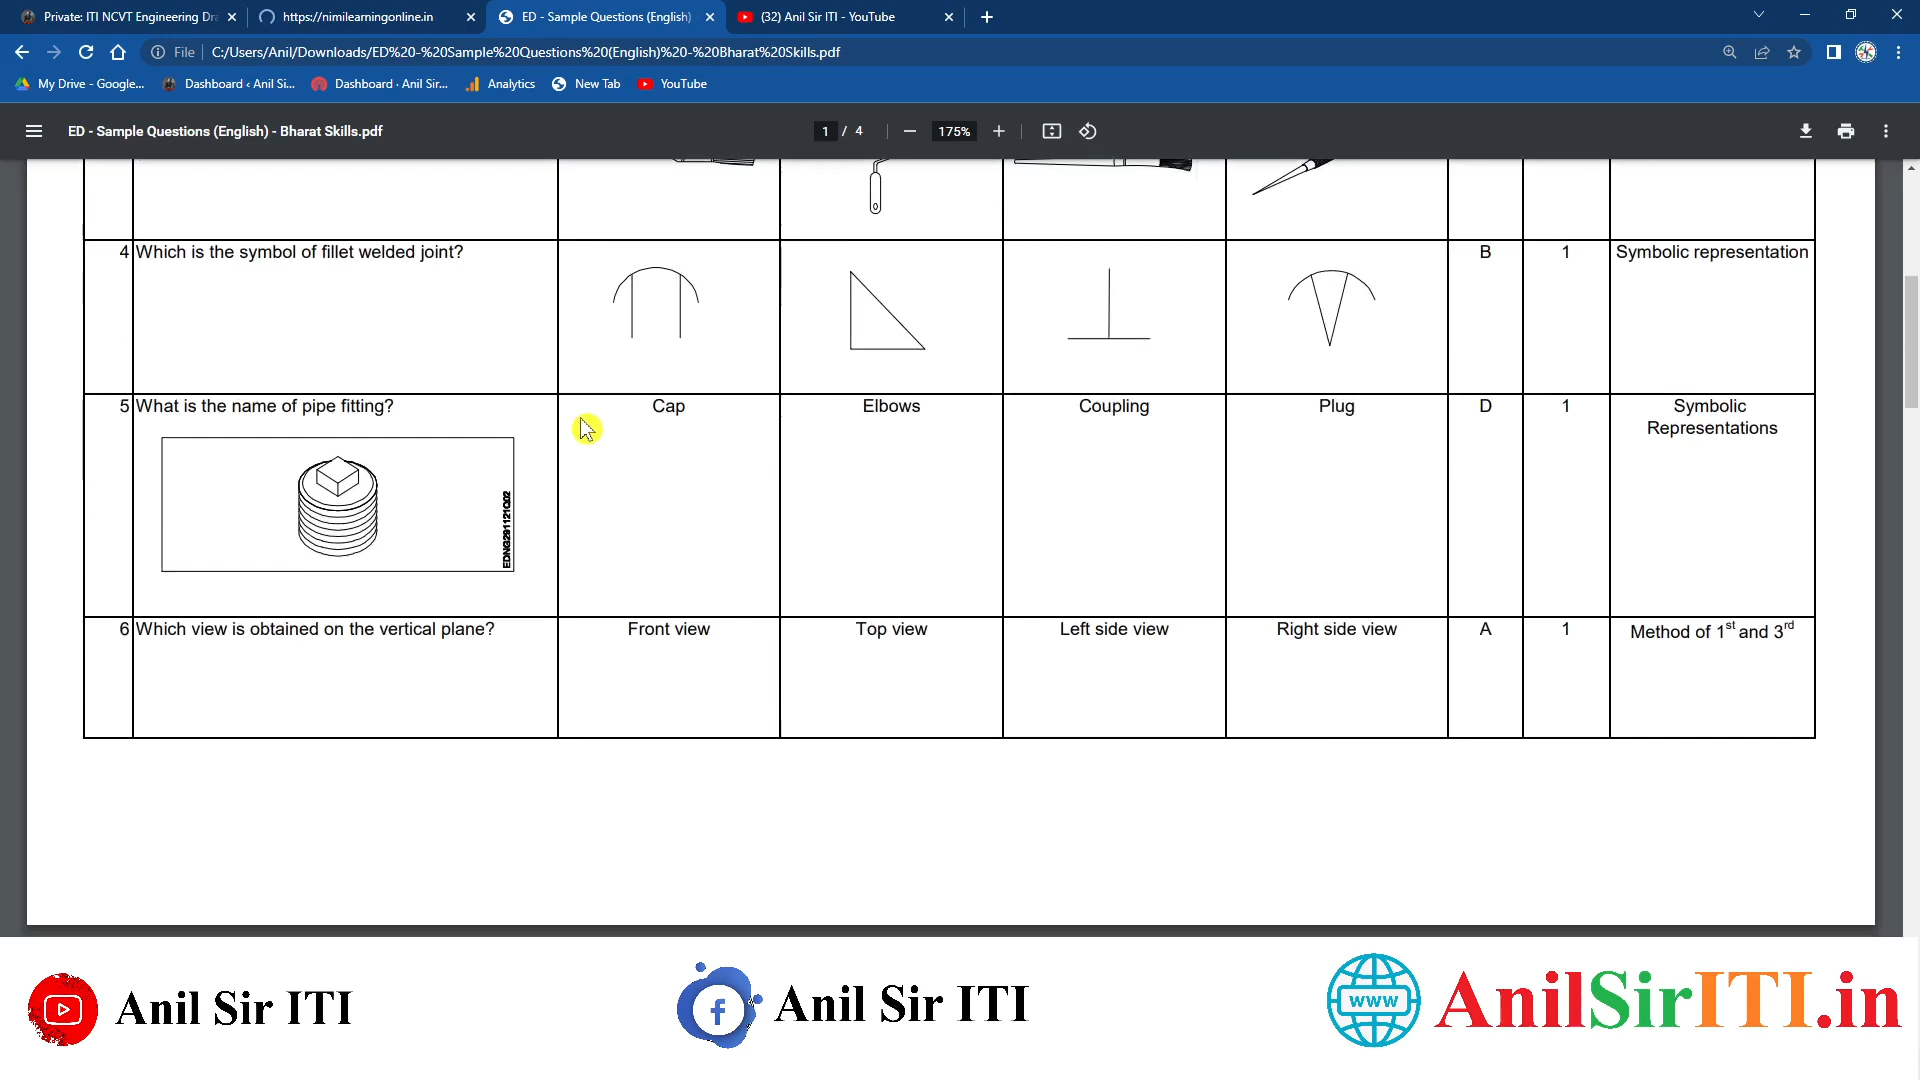 Private: ITI NCVT Engineering Dra
https://nimilearningonline.in
ED - Sample Questions (English)
(32) Anil Sir ITI - YouTube
File
C:/Users/Anil/Downloads/ED%20-%20Sample%20Questions%20(English)%20-%20Bharat%20Skills.pdf
My Drive - Google...
Dashboard ‹ Anil Si...
Dashboard · Anil Sir...
Analytics
New Tab
YouTube
ED - Sample Questions (English) - Bharat Skills.pdf
1 / 4
175%
4 Which is the symbol of fillet welded joint? B 1 Symbolic representation
5 What is the name of pipe fitting? Cap Elbows Coupling Plug D 1 Symbolic
Representations
EDNG291121Q02
6 Which view is obtained on the vertical plane? Front view Top view Left side view Right side view A 1 Method of 1st and 3rd
Anil Sir ITI
f
Anil Sir ITI
www
AnilSirITI.in